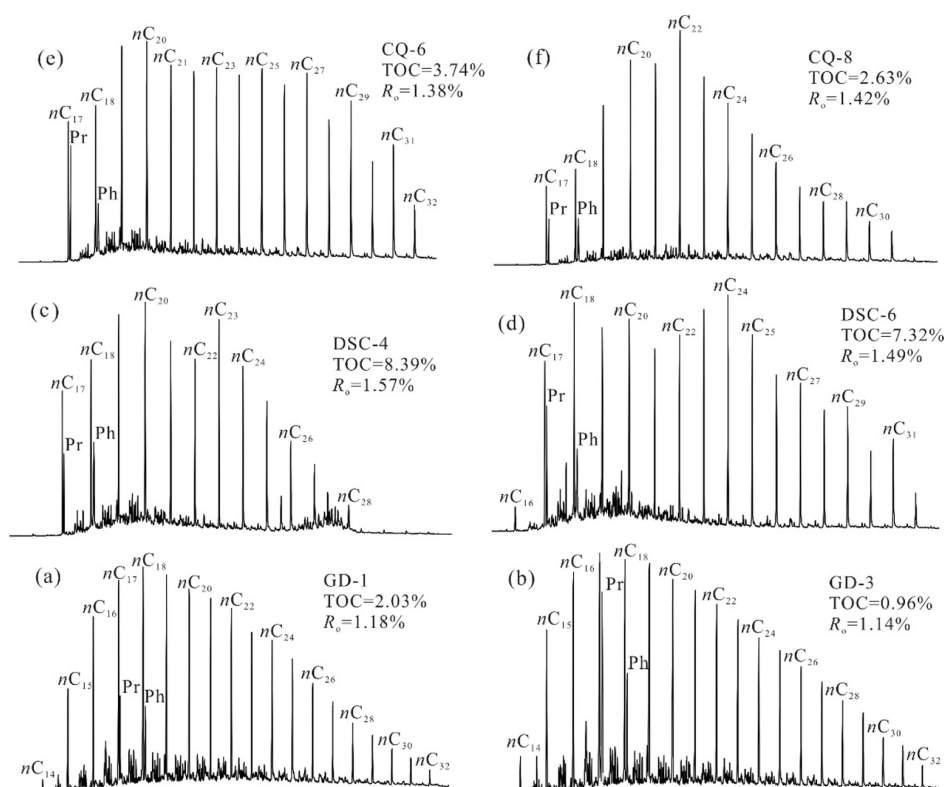 (e)
CQ-6
TOC=3.74%
Rₒ=1.38%
nC₁₇
Pr
nC₁₈
Ph
nC₂₀
nC₂₁
nC₂₃
nC₂₅
nC₂₇
nC₂₉
nC₃₁
nC₃₂
(f)
CQ-8
TOC=2.63%
Rₒ=1.42%
nC₁₇
Pr
nC₁₈
Ph
nC₂₀
nC₂₂
nC₂₄
nC₂₆
nC₂₈
nC₃₀
(c)
DSC-4
TOC=8.39%
Rₒ=1.57%
nC₁₇
Pr
nC₁₈
Ph
nC₂₀
nC₂₂
nC₂₃
nC₂₄
nC₂₆
nC₂₈
(d)
DSC-6
TOC=7.32%
Rₒ=1.49%
nC₁₆
nC₁₇
Pr
nC₁₈
Ph
nC₂₀
nC₂₂
nC₂₄
nC₂₅
nC₂₇
nC₂₉
nC₃₁
(a)
GD-1
TOC=2.03%
Rₒ=1.18%
nC₁₄
nC₁₅
nC₁₆
nC₁₇
Pr
nC₁₈
Ph
nC₂₀
nC₂₂
nC₂₄
nC₂₆
nC₂₈
nC₃₀
nC₃₂
(b)
GD-3
TOC=0.96%
Rₒ=1.14%
nC₁₄
nC₁₅
nC₁₆
Pr
nC₁₈
Ph
nC₂₀
nC₂₂
nC₂₄
nC₂₆
nC₂₈
nC₃₀
nC₃₂